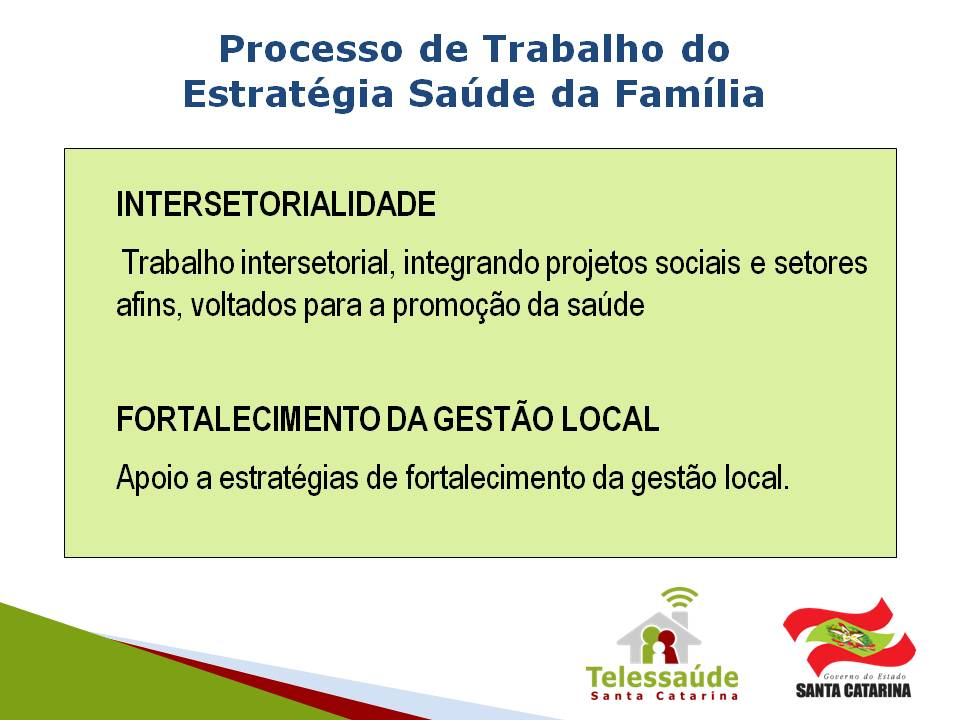 Processo de Trabalho do
Estratégia Saúde da Família
INTERSETORIALIDADE
Trabalho intersetorial, integrando projetos sociais e setores
afins, voltados para a promoção da saúde
FORTALECIMENTO DA GESTÃO LOCAL
Apoio a estratégias de fortalecimento da gestão local.
Telessaúde
Santa Catarina
Governo do Estado
SANTA CATARINA